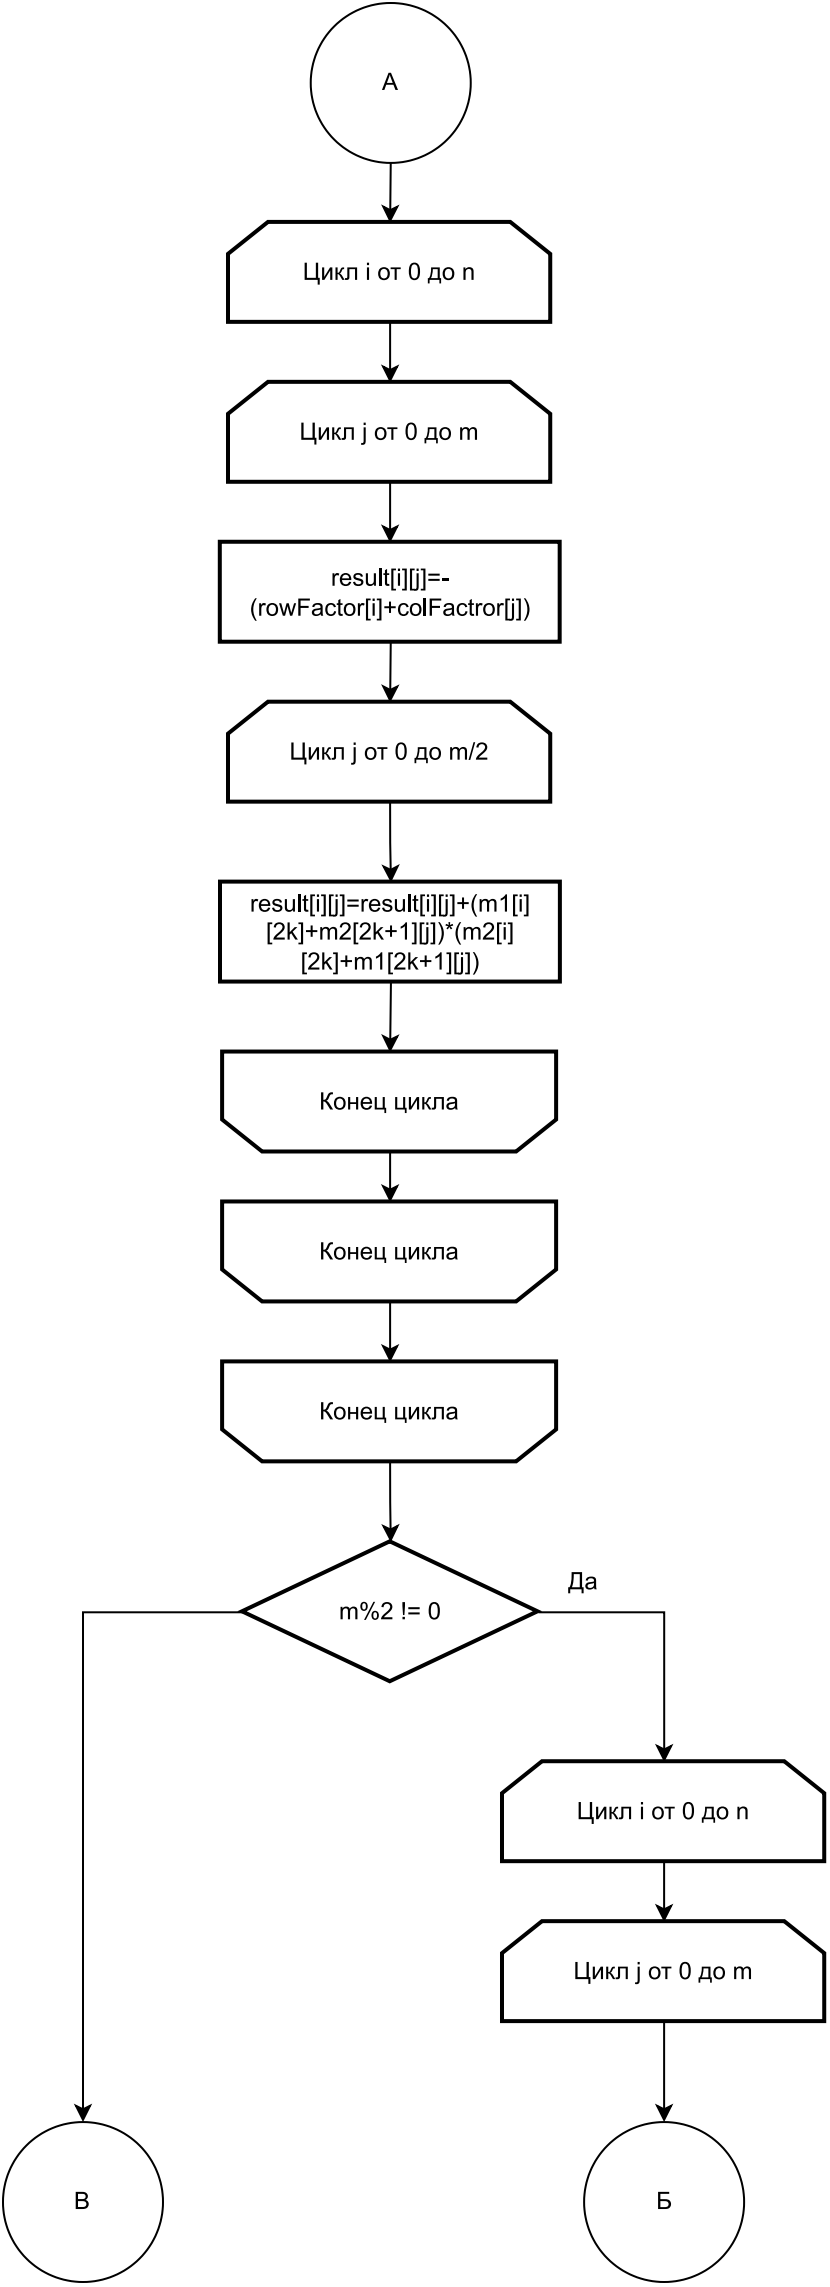 А
Цикл i от 0 до n
Цикл j от 0 до m
result[i][j]=-
(rowFactor[i]+colFactror[j])
Цикл j от 0 до m/2
result[i][j]=result[i][j]+(m1[i]
[2k]+m2[2k+1][j])*(m2[i]
[2k]+m1[2k+1][j])
Конец цикла
Конец цикла
Конец цикла
Да
m%2 != 0
Цикл i от 0 до n
Цикл j от 0 до m
В
Б